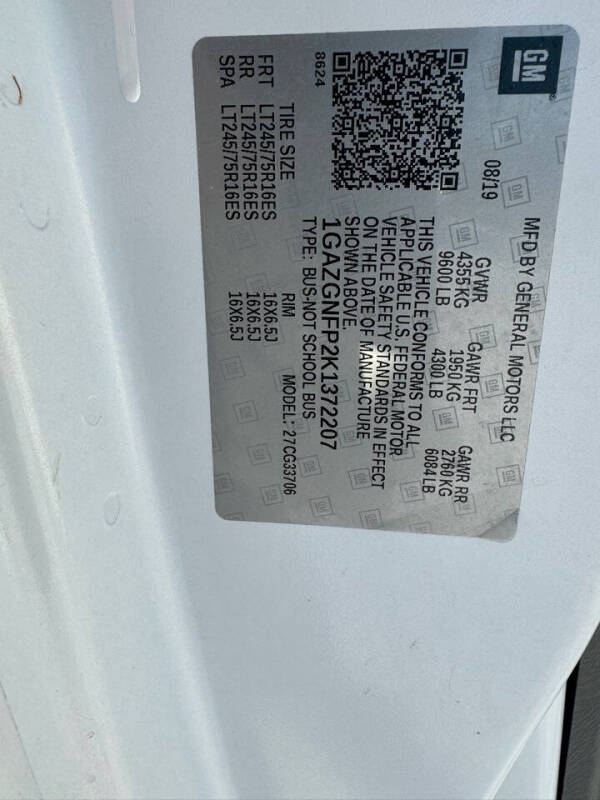 GM
MFD BY GENERAL MOTORS LLC
08/19
GVWR GAWR FRT GAWR RR
4355 KG 1950 KG 2760 KG
9600 LB 4300 LB 6084 LB
THIS VEHICLE CONFORMS TO ALL
APPLICABLE U.S. FEDERAL MOTOR
VEHICLE SAFETY STANDARDS IN EFFECT
ON THE DATE OF MANUFACTURE
SHOWN ABOVE.
1GAZGNFP2K1372207
TYPE: BUS-NOT SCHOOL BUS
8624
MODEL: 27CG33706
TIRE SIZE RIM
FRT LT245/75R16ES 16X6.5J
RR LT245/75R16ES 16X6.5J
SPA LT245/75R16ES 16X6.5J